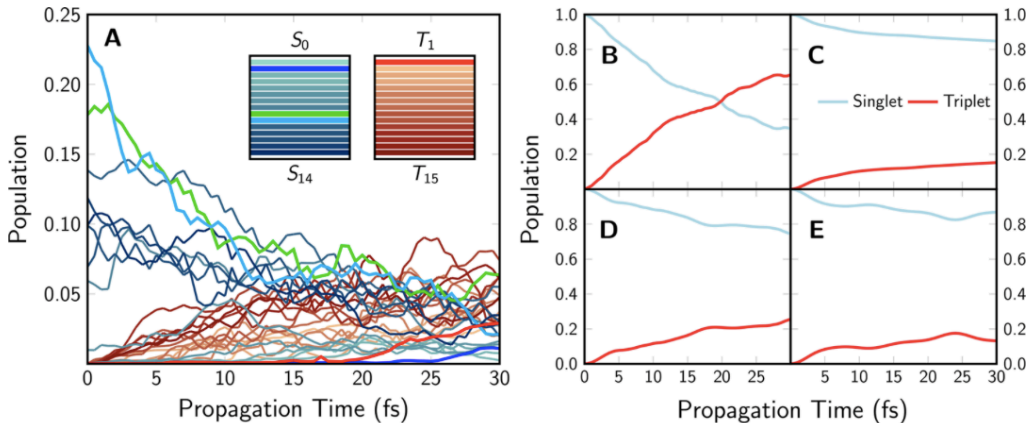 A
S0
T1
S14
T15
0.25
0.20
0.15
0.10
0.05
0 5 10 15 20 25 30
Population
Propagation Time (fs)
B
C
D
E
Singlet
Triplet
1.0
0.8
0.6
0.4
0.2
1.0
0.8
0.6
0.4
0.2
0.8
0.6
0.4
0.2
0.0
0.8
0.6
0.4
0.2
0.0
0 5 10 15 20 25
5 10 15 20 25 30
Population
Propagation Time (fs)